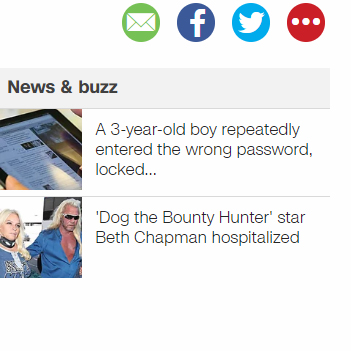 News & buzz
A 3-year-old boy repeatedly
entered the wrong password,
locked...
'Dog the Bounty Hunter' star
Beth Chapman hospitalized